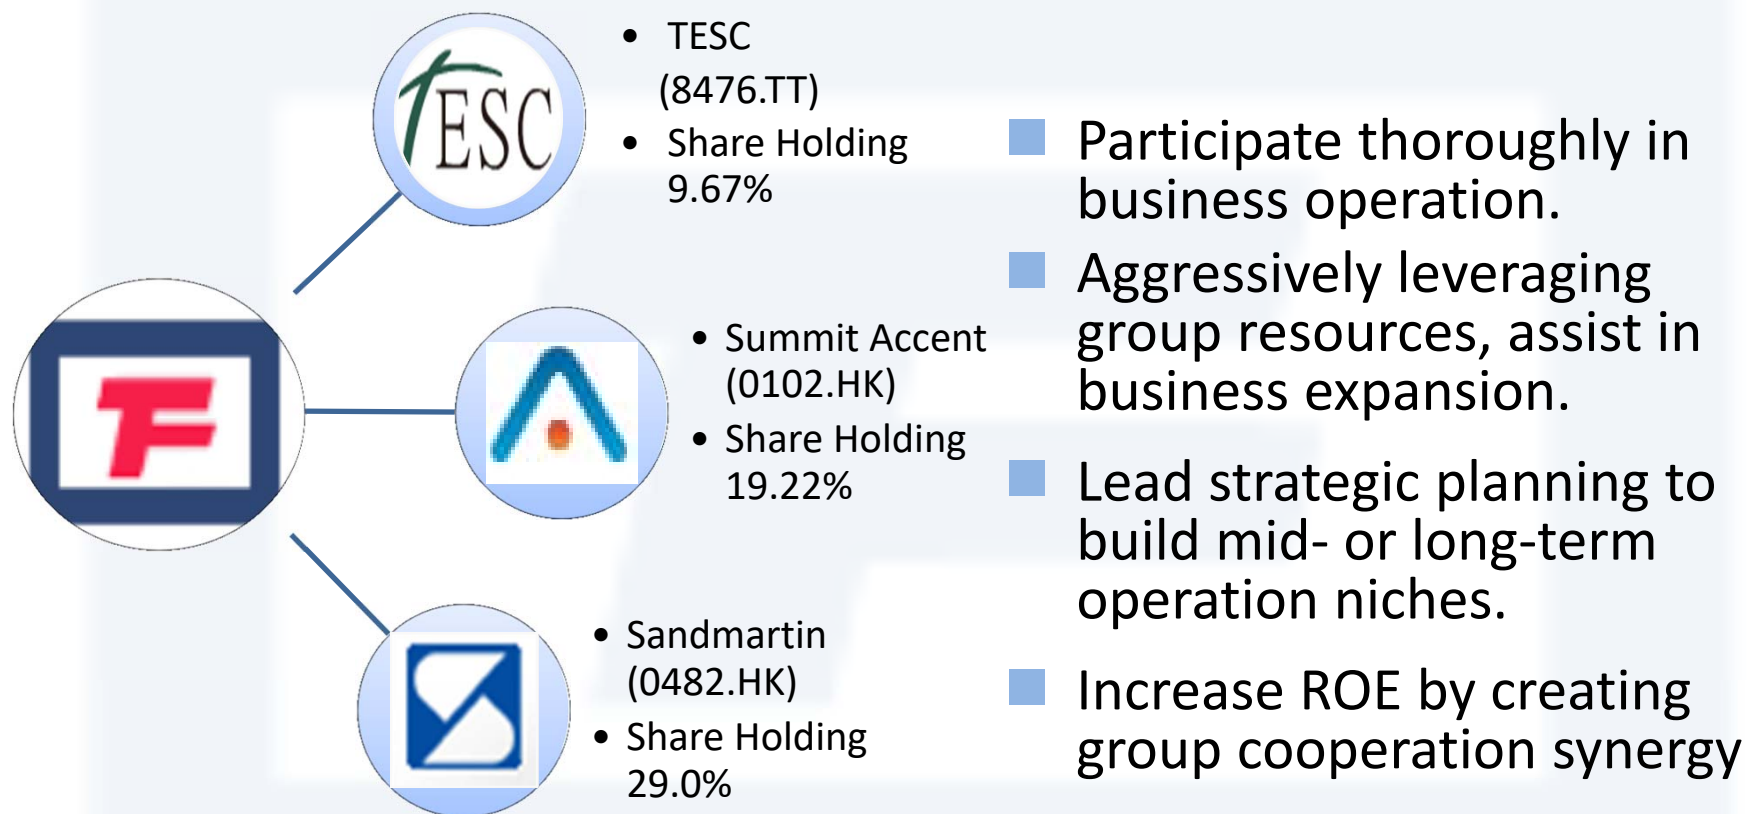 TESC
• TESC
(8476.TT)
• Share Holding
9.67%
• Summit Accent
(0102.HK)
• Share Holding
19.22%
• Sandmartin
(0482.HK)
• Share Holding
29.0%
Participate thoroughly in
business operation.
Aggressively leveraging
group resources, assist in
business expansion.
Lead strategic planning to
build mid- or long-term
operation niches.
Increase ROE by creating
group cooperation synergy